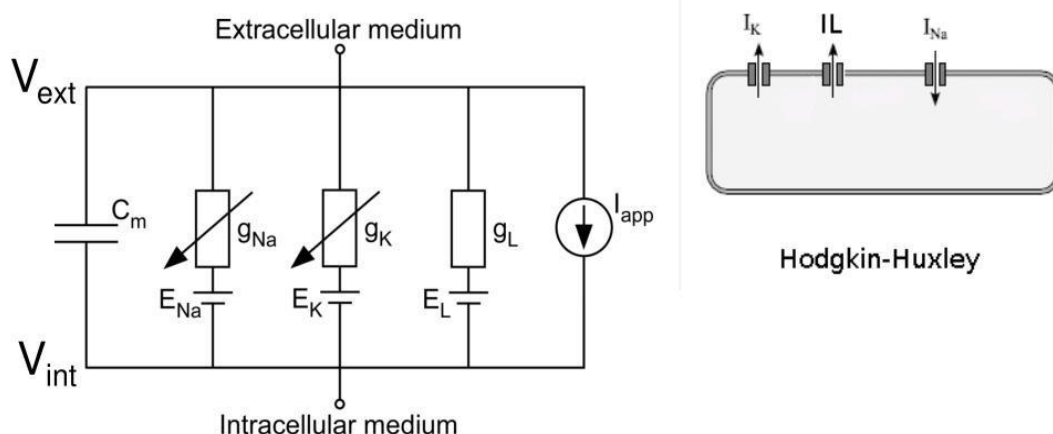 Extracellular medium
V_ext
C_m
g_Na
g_K
g_L
I_app
E_Na
E_K
E_L
V_int
Intracellular medium
I_K
IL
I_Na
Hodgkin-Huxley